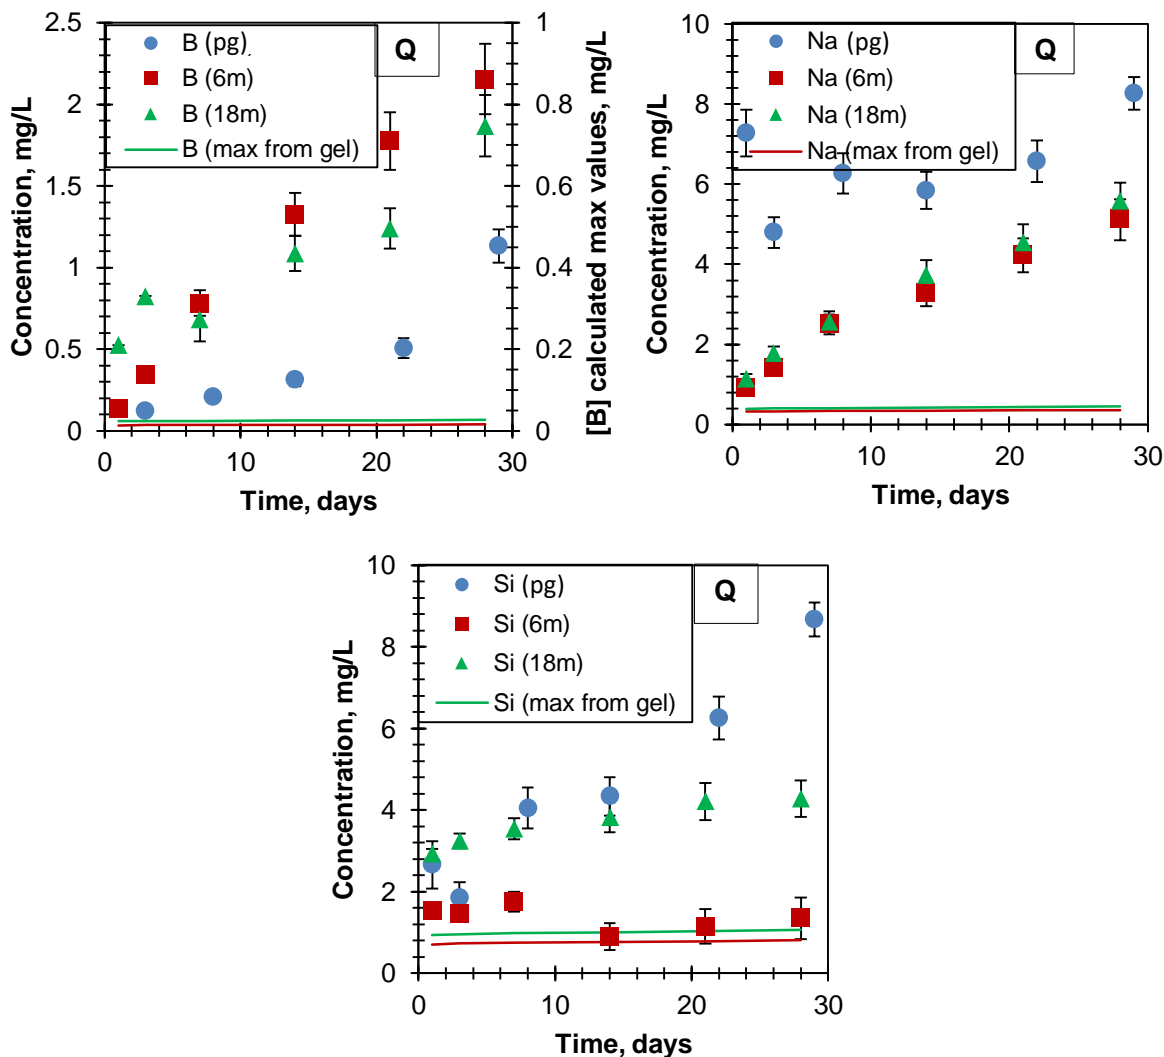 2.5
2
1.5
1
0.5
0
Concentration, mg/L
B (pg)
B (6m)
B (18m)
B (max from gel)
Q
1
0.8
0.6
0.4
0.2
0
[B] calculated max values, mg/L
0 10 20 30
Time, days
10
8
6
4
2
0
Concentration, mg/L
Na (pg)
Na (6m)
Na (18m)
Na (max from gel)
Q
0 10 20 30
Time, days
10
8
6
4
2
0
Concentration, mg/L
Si (pg)
Si (6m)
Si (18m)
Si (max from gel)
Q
0 10 20 30
Time, days